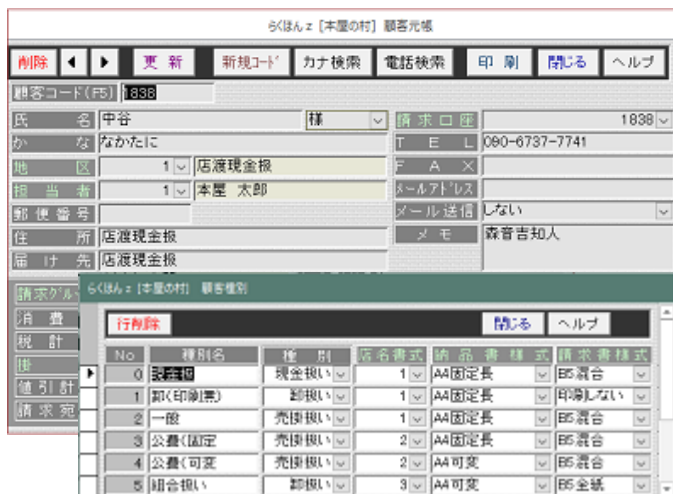 らくほんｚ［本屋の村］ 顧客元帳
削除 更 新 新規ｺｰﾄﾞ カナ検索 電話検索 印 刷 閉じる ヘルプ
顧客コード(F5) 1838
氏 名 中谷 様 請求口座 1838
か な なかたに T E L 090-6737-7741
地 区 1 店渡現金扱 F A X
担当者 1 本屋 太郎 ﾒｰﾙｱﾄﾞﾚｽ
郵便番号 メール送信 しない
住 所 店渡現金扱 メ モ 森音吉知人
届け先 店渡現金扱
請求ｸﾞﾙ らくほんｚ［本屋の村］ 顧客種別
消 費
税 計
掛
値引計
請求宛
行削除 閉じる ヘルプ
No 種別名 種 別 店名書式 納品書様式 請求書様式
0 現金扱 現金扱い 1 A4固定長 B5混合
1 卸(印刷無) 卸扱い 1 A4固定長 印刷しない
2 一般 売掛扱い 1 A4固定長 B5混合
3 公費(固定 売掛扱い 2 A4固定長 B5混合
4 公費(可変 売掛扱い 2 A4可変 B5混合
5 組合扱い 卸扱い 3 A4可変 B5全紙